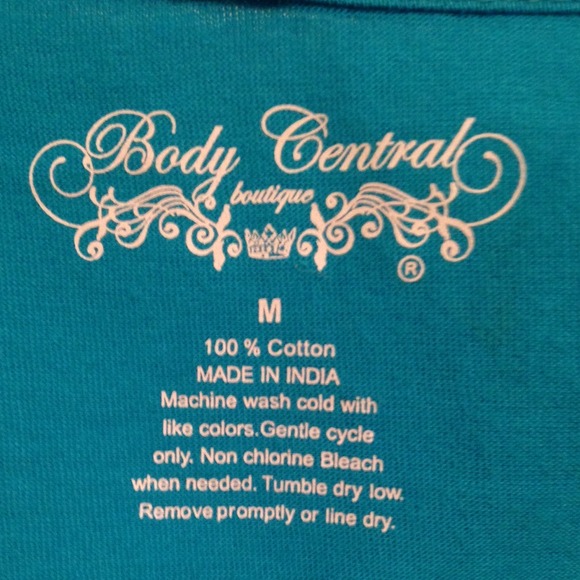 Body Central
boutique
®
M
100 % Cotton
MADE IN INDIA
Machine wash cold with
like colors.Gentle cycle
only. Non chlorine Bleach
when needed. Tumble dry low.
Remove promptly or line dry.